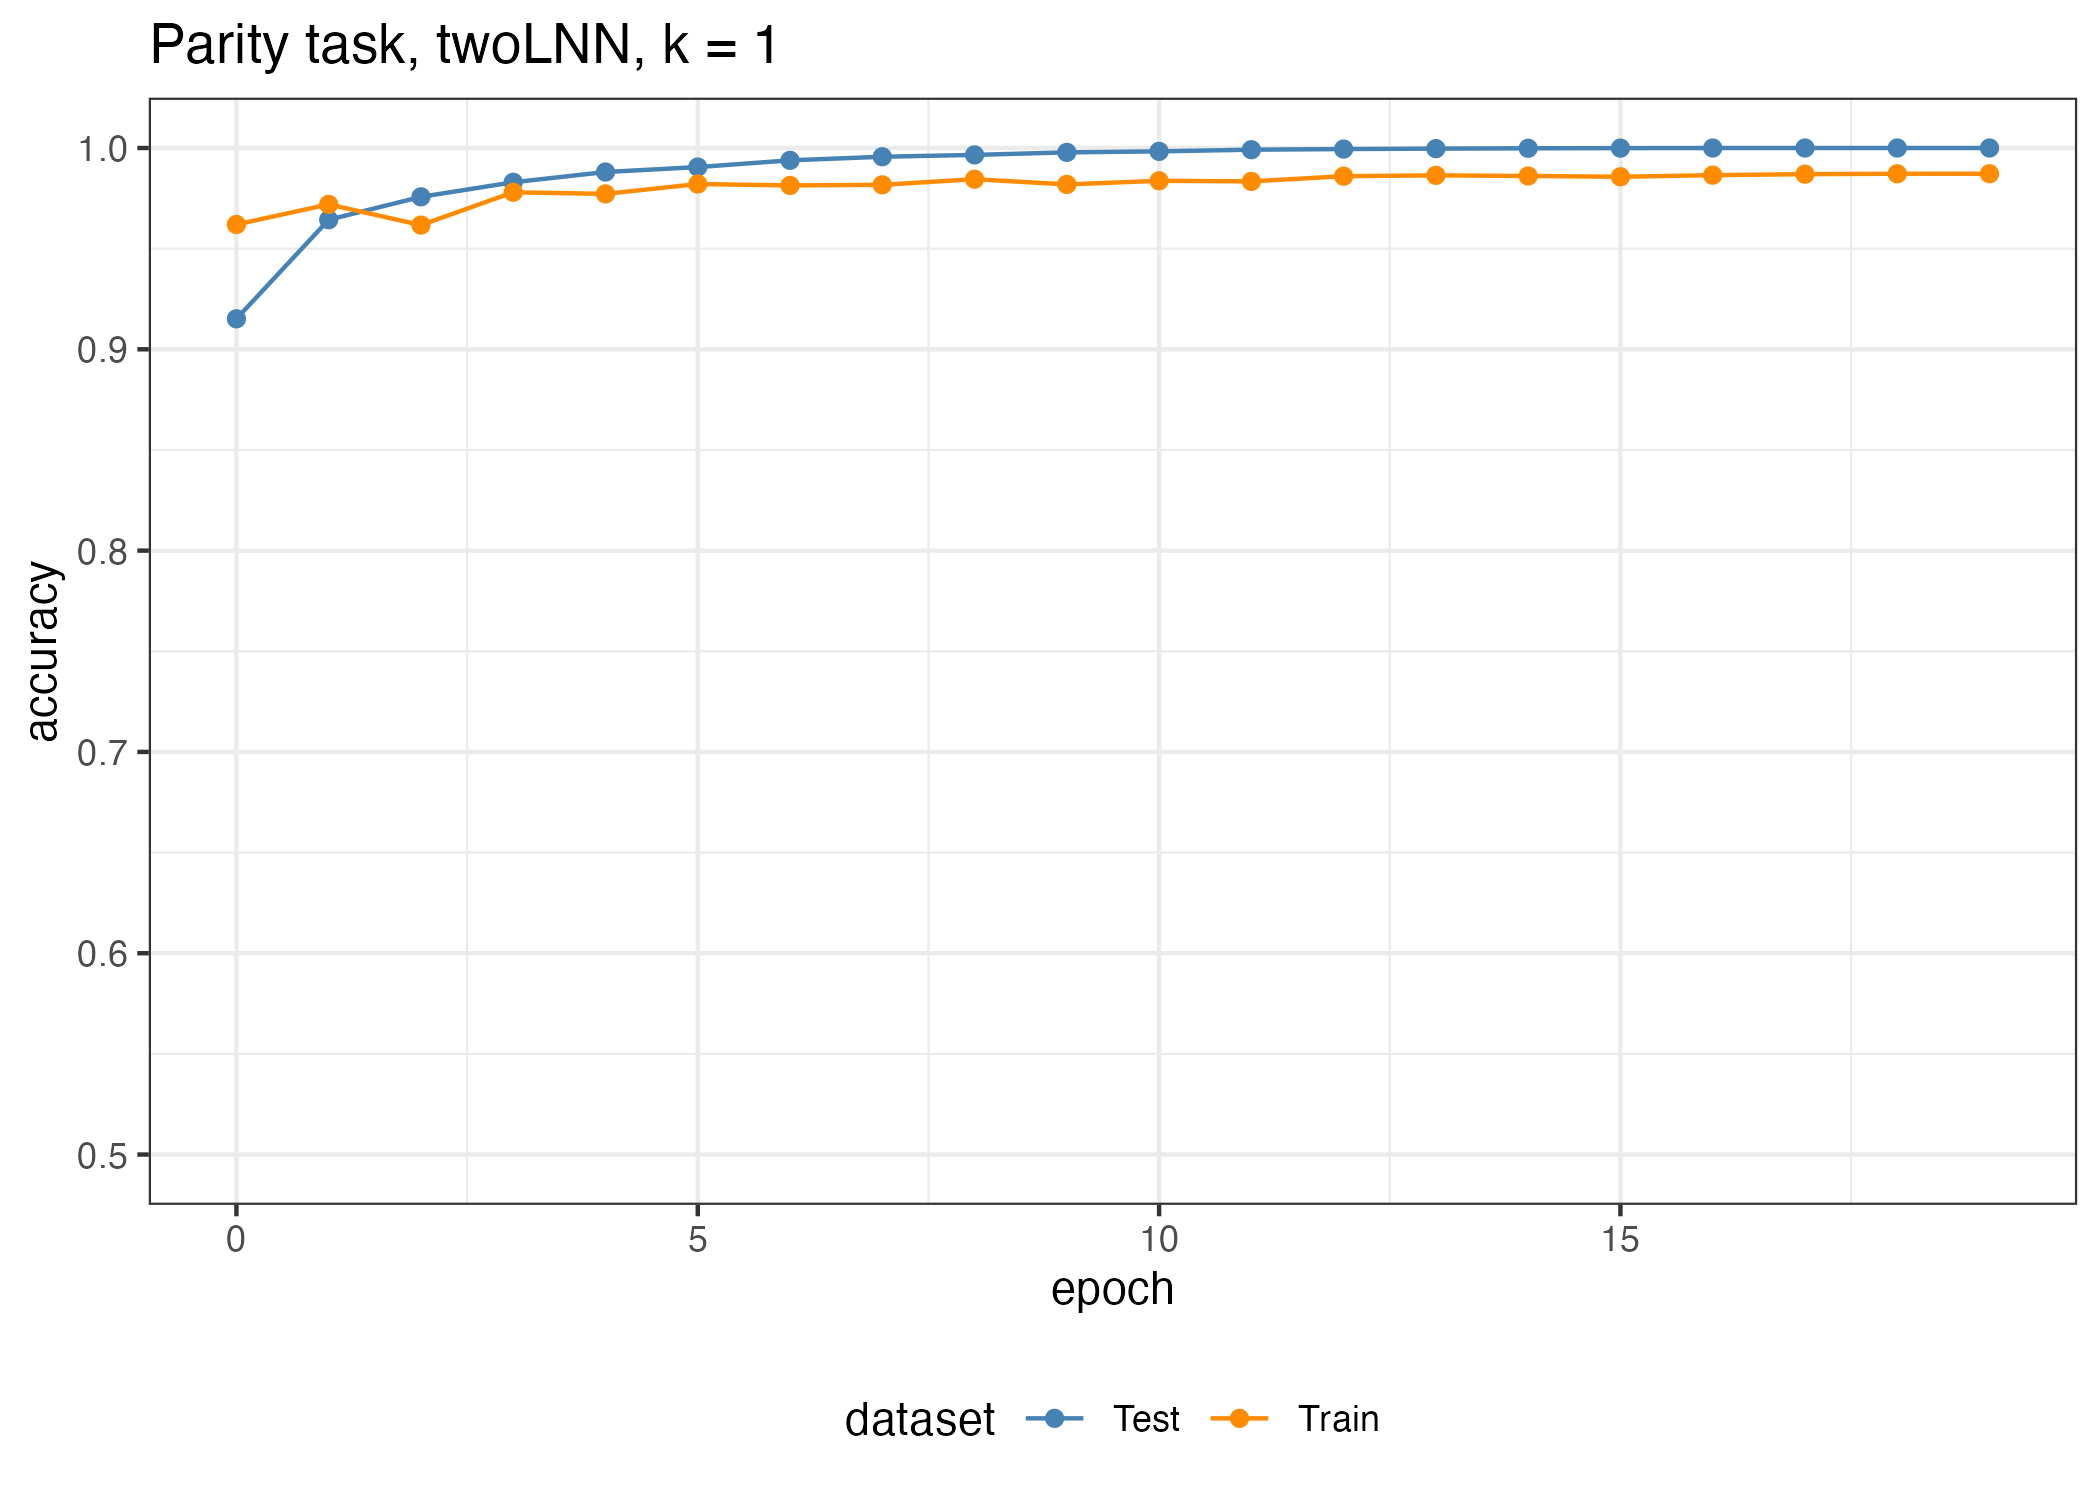 Parity task, twoLNN, k = 1
accuracy
1.0
0.9
0.8
0.7
0.6
0.5
0 5 10 15
epoch
dataset Test Train